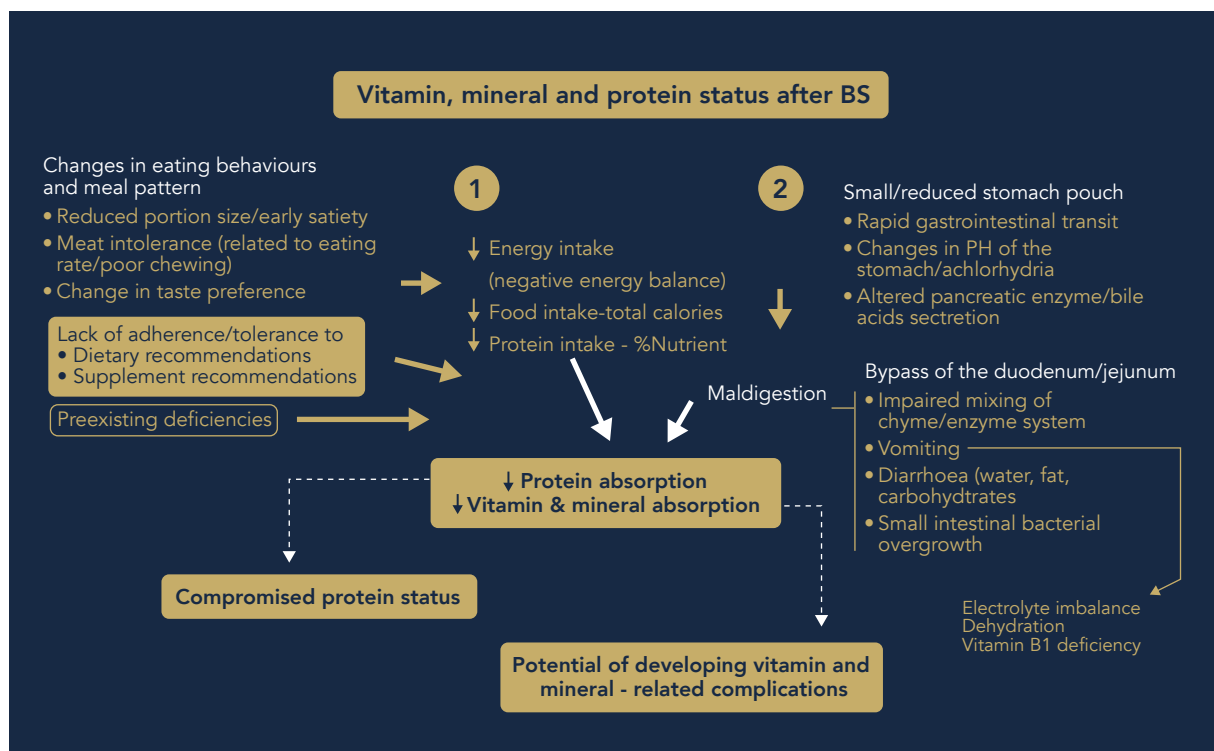 Vitamin, mineral and protein status after BS
Changes in eating behaviours
and meal pattern
• Reduced portion size/early satiety
• Meat intolerance (related to eating
rate/poor chewing)
• Change in taste preference
Lack of adherence/tolerance to
• Dietary recommendations
• Supplement recommendations
Preexisting deficiencies
1
↓ Energy intake
(negative energy balance)
↓ Food intake-total calories
↓ Protein intake - %Nutrient
2
Small/reduced stomach pouch
• Rapid gastrointestinal transit
• Changes in PH of the
stomach/achlorhydria
• Altered pancreatic enzyme/bile
acids sectretion
Maldigestion
Bypass of the duodenum/jejunum
• Impaired mixing of
chyme/enzyme system
• Vomiting
• Diarrhoea (water, fat,
carbohydtrates
• Small intestinal bacterial
overgrowth
Electrolyte imbalance
Dehydration
Vitamin B1 deficiency
↓ Protein absorption
↓ Vitamin & mineral absorption
Compromised protein status
Potential of developing vitamin and
mineral - related complications